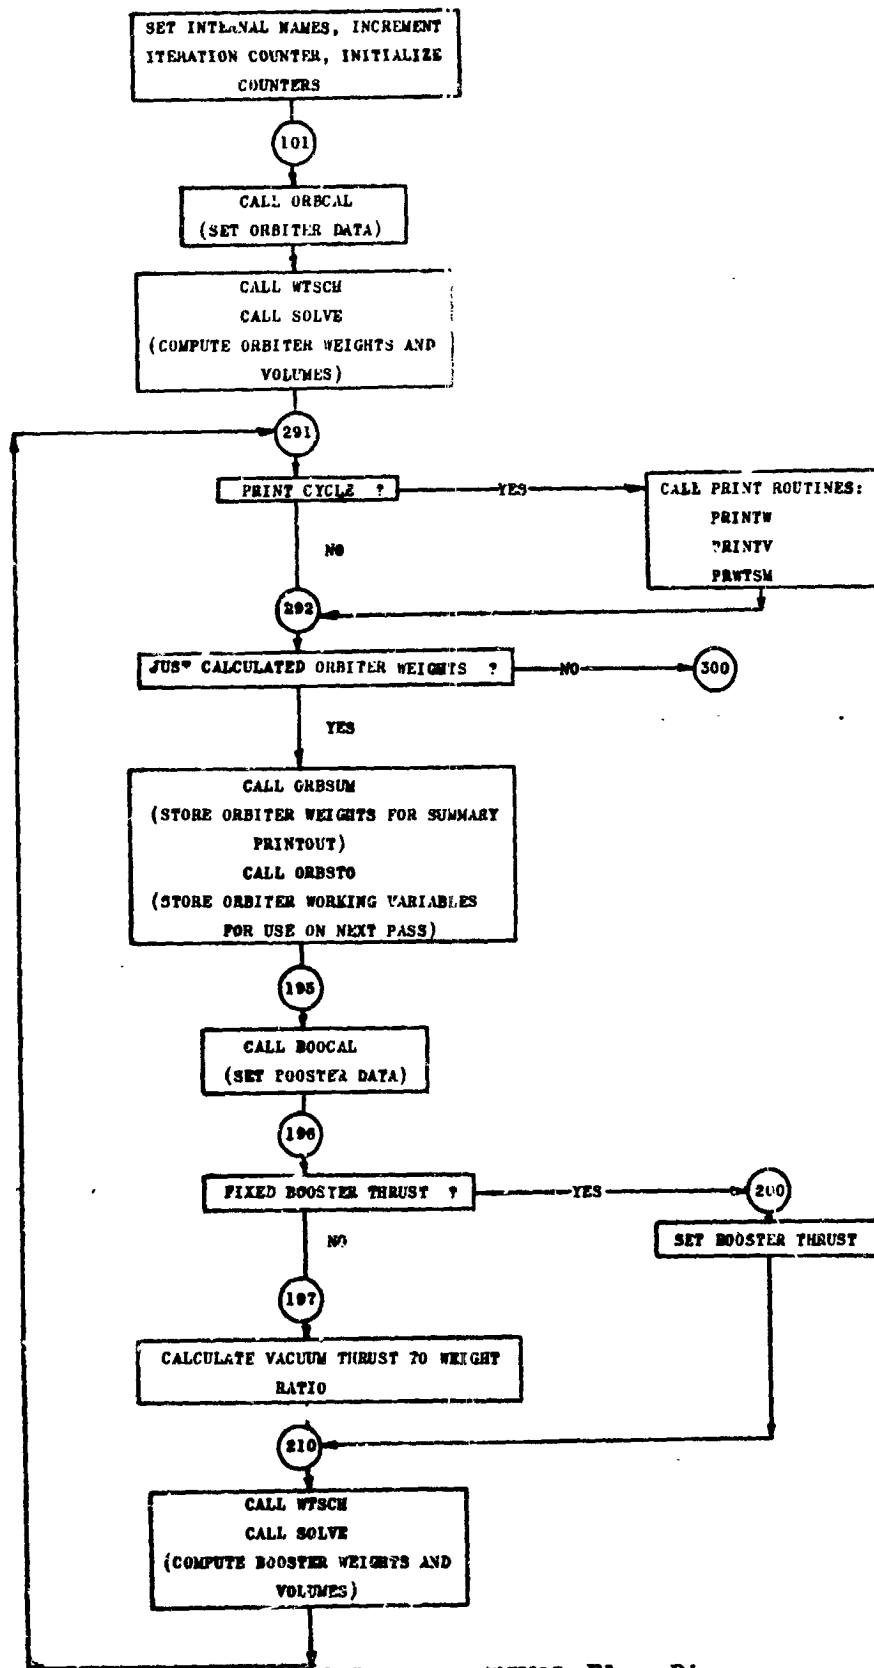 SET INTERNAL NAMES, INCREMENT
ITERATION COUNTER, INITIALIZE
COUNTERS
101
CALL ORBCAL
(SET ORBITER DATA)
CALL WTSCH
CALL SOLVE
(COMPUTE ORBITER WEIGHTS AND
VOLUMES)
291
PRINT CYCLE ?
YES
CALL PRINT ROUTINES:
PRINTW
PRINTV
PRWTSM
NO
292
JUST CALCULATED ORBITER WEIGHTS ?
NO
300
YES
CALL ORBSUM
(STORE ORBITER WEIGHTS FOR SUMMARY
PRINTOUT)
CALL ORBSTO
(STORE ORBITER WORKING VARIABLES
FOR USE ON NEXT PASS)
195
CALL BOOCAL
(SET BOOSTER DATA)
196
FIXED BOOSTER THRUST ?
YES
200
SET BOOSTER THRUST
NO
197
CALCULATE VACUUM THRUST TO WEIGHT
RATIO
210
CALL WTSCH
CALL SOLVE
(COMPUTE BOOSTER WEIGHTS AND
VOLUMES)